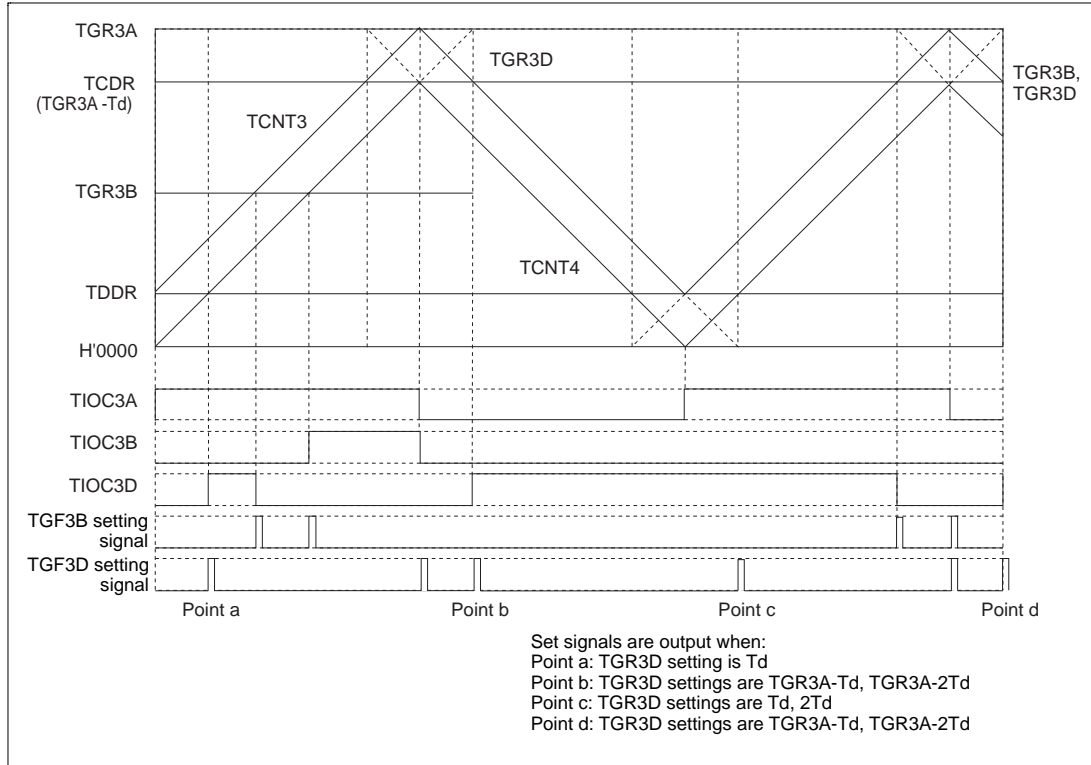 TGR3A
TGR3D
TGR3B,
TGR3D
TCDR
(TGR3A -Td)
TCNT3
TGR3B
TCNT4
TDDR
H'0000
TIOC3A
TIOC3B
TIOC3D
TGF3B setting
signal
TGF3D setting
signal
Point a
Point b
Point c
Point d
Set signals are output when:
Point a: TGR3D setting is Td
Point b: TGR3D settings are TGR3A-Td, TGR3A-2Td
Point c: TGR3D settings are Td, 2Td
Point d: TGR3D settings are TGR3A-Td, TGR3A-2Td